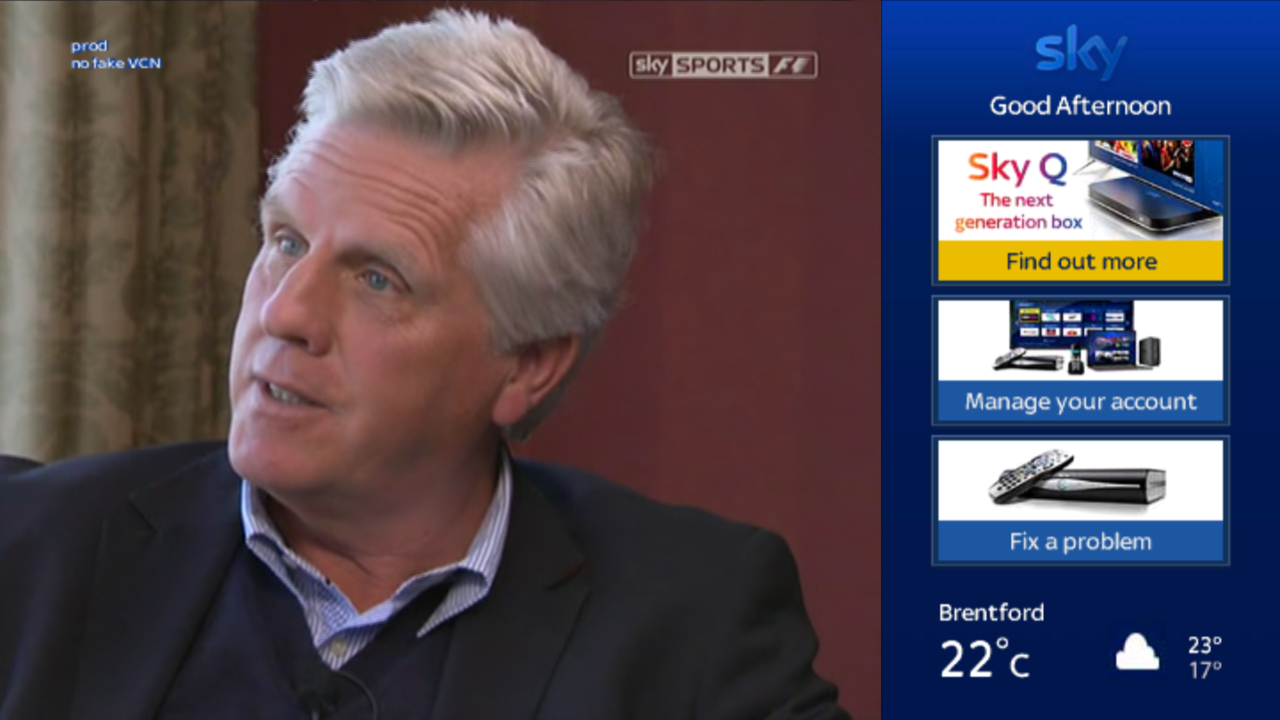 prod
no fake VCN
sky SPORTS F1
sky
Good Afternoon
Sky Q
The next
generation box
Find out more
Manage your account
Fix a problem
Brentford
22°c
23°
17°